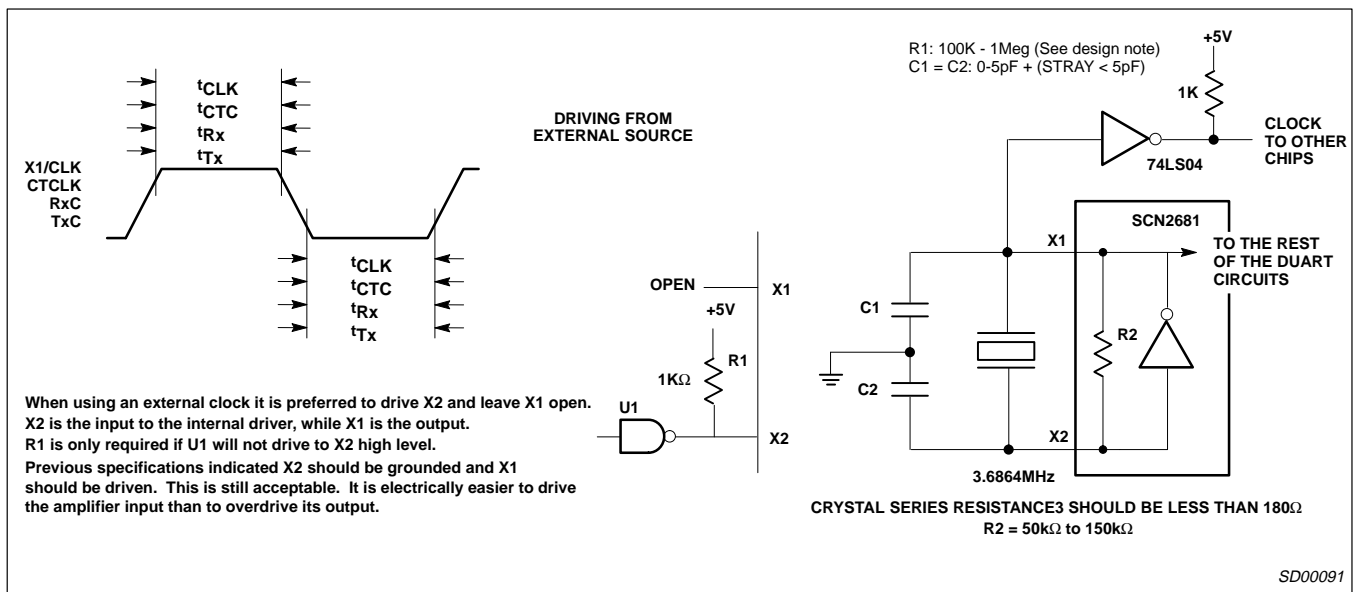 tCLK
tCTC
tRx
tTx
X1/CLK
CTCLK
RxC
TxC
tCLK
tCTC
tRx
tTx
When using an external clock it is preferred to drive X2 and leave X1 open.
X2 is the input to the internal driver, while X1 is the output.
R1 is only required if U1 will not drive to X2 high level.
Previous specifications indicated X2 should be grounded and X1
should be driven. This is still acceptable. It is electrically easier to drive
the amplifier input than to overdrive its output.
DRIVING FROM
EXTERNAL SOURCE
OPEN
X1
+5V
R1
1KΩ
U1
X2
R1: 100K - 1Meg (See design note)
C1 = C2: 0-5pF + (STRAY < 5pF)
+5V
1K
CLOCK
TO OTHER
CHIPS
74LS04
SCN2681
X1
TO THE REST
OF THE DUART
CIRCUITS
C1
R2
C2
X2
3.6864MHz
CRYSTAL SERIES RESISTANCE3 SHOULD BE LESS THAN 180Ω
R2 = 50kΩ to 150kΩ
SD00091